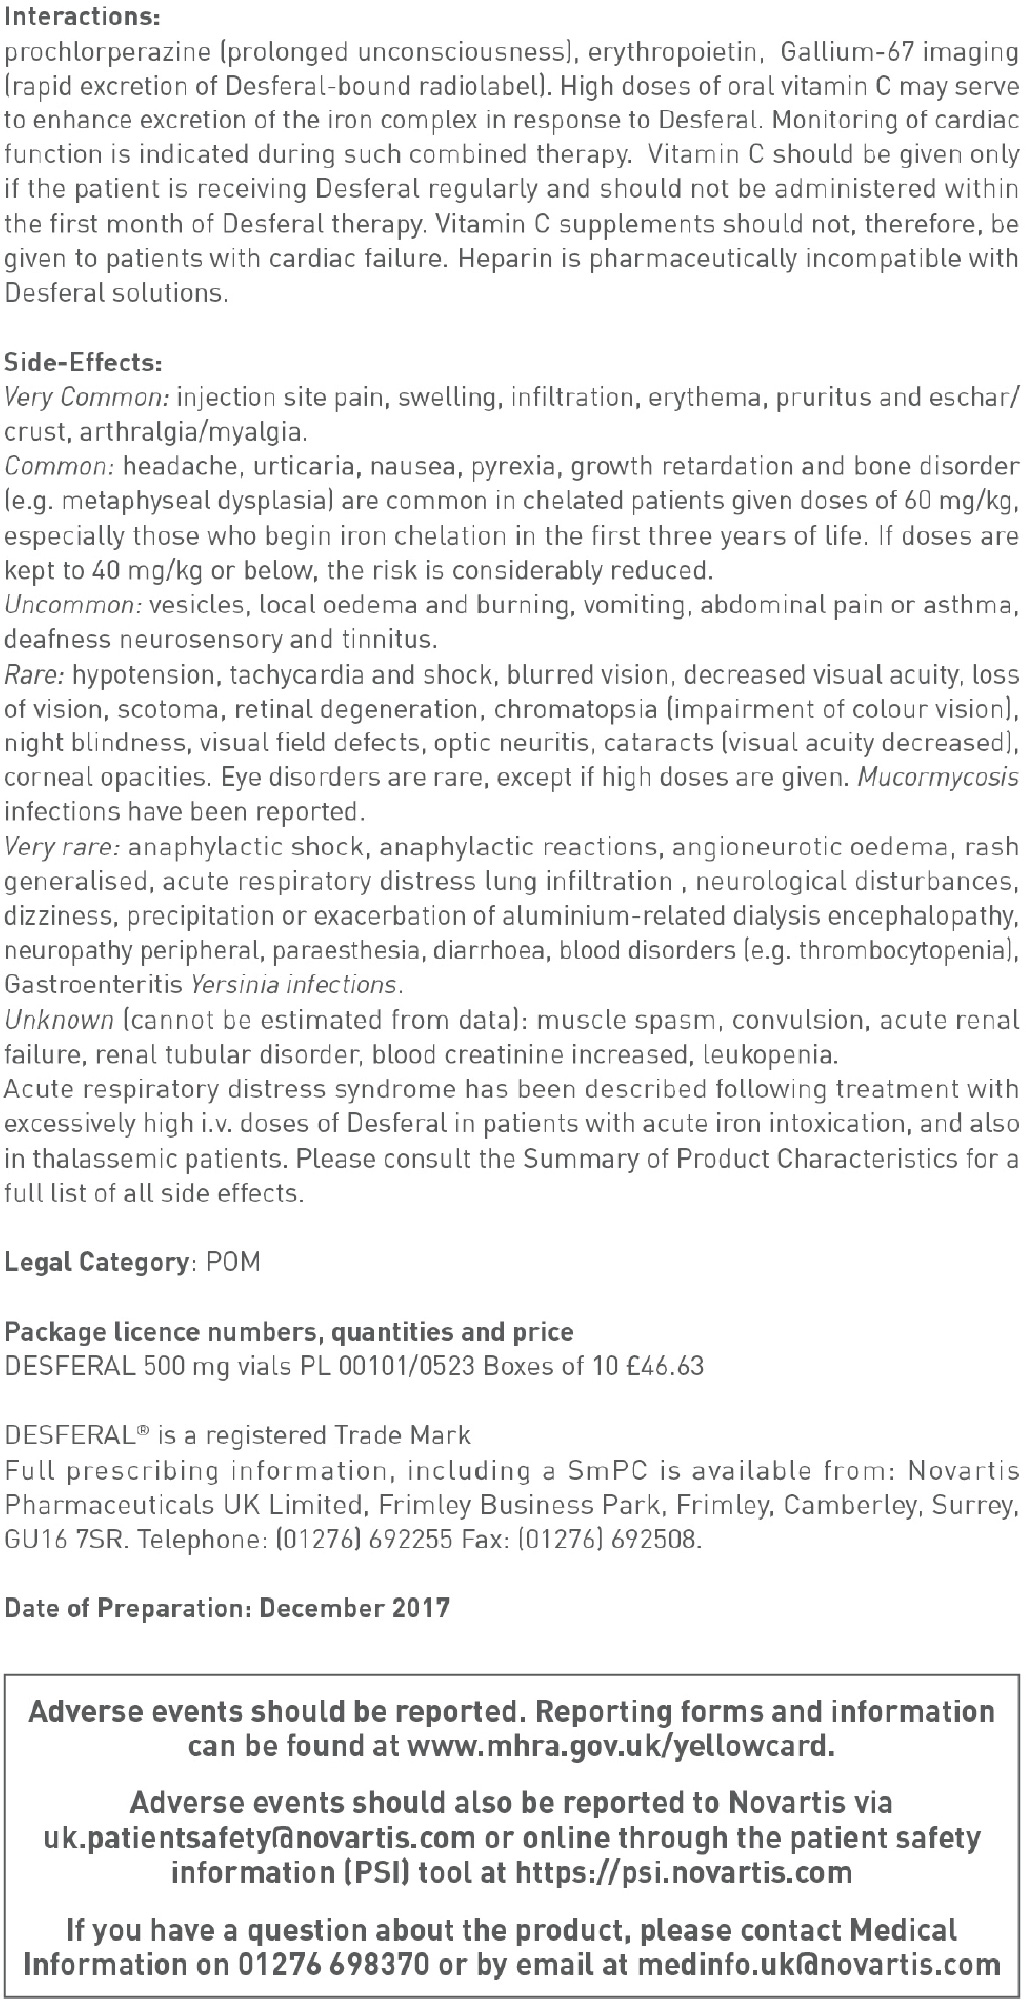 Interactions:
prochlorperazine (prolonged unconsciousness), erythropoietin, Gallium-67 imaging
(rapid excretion of Desferal-bound radiolabel). High doses of oral vitamin C may serve
to enhance excretion of the iron complex in response to Desferal. Monitoring of cardiac
function is indicated during such combined therapy. Vitamin C should be given only
if the patient is receiving Desferal regularly and should not be administered within
the first month of Desferal therapy. Vitamin C supplements should not, therefore, be
given to patients with cardiac failure. Heparin is pharmaceutically incompatible with
Desferal solutions.
Side-Effects:
Very Common: injection site pain, swelling, infiltration, erythema, pruritus and eschar/
crust, arthralgia/myalgia.
Common: headache, urticaria, nausea, pyrexia, growth retardation and bone disorder
(e.g. metaphyseal dysplasia) are common in chelated patients given doses of 60 mg/kg,
especially those who begin iron chelation in the first three years of life. If doses are
kept to 40 mg/kg or below, the risk is considerably reduced.
Uncommon: vesicles, local oedema and burning, vomiting, abdominal pain or asthma,
deafness neurosensory and tinnitus.
Rare: hypotension, tachycardia and shock, blurred vision, decreased visual acuity, loss
of vision, scotoma, retinal degeneration, chromatopsia (impairment of colour vision),
night blindness, visual field defects, optic neuritis, cataracts (visual acuity decreased),
corneal opacities. Eye disorders are rare, except if high doses are given. Mucormycosis
infections have been reported.
Very rare: anaphylactic shock, anaphylactic reactions, angioneurotic oedema, rash
generalised, acute respiratory distress lung infiltration , neurological disturbances,
dizziness, precipitation or exacerbation of aluminium-related dialysis encephalopathy,
neuropathy peripheral, paraesthesia, diarrhoea, blood disorders (e.g. thrombocytopenia),
Gastroenteritis Yersinia infections.
Unknown (cannot be estimated from data): muscle spasm, convulsion, acute renal
failure, renal tubular disorder, blood creatinine increased, leukopenia.
Acute respiratory distress syndrome has been described following treatment with
excessively high i.v. doses of Desferal in patients with acute iron intoxication, and also
in thalassemic patients. Please consult the Summary of Product Characteristics for a
full list of all side effects.
Legal Category: POM
Package licence numbers, quantities and price
DESFERAL 500 mg vials PL 00101/0523 Boxes of 10 £46.63
DESFERAL® is a registered Trade Mark
Full prescribing information, including a SmPC is available from: Novartis
Pharmaceuticals UK Limited, Frimley Business Park, Frimley, Camberley, Surrey,
GU16 7SR. Telephone: (01276) 692255 Fax: (01276) 692508.
Date of Preparation: December 2017
Adverse events should be reported. Reporting forms and information
can be found at www.mhra.gov.uk/yellowcard.
Adverse events should also be reported to Novartis via
uk.patientsafety@novartis.com or online through the patient safety
information (PSI) tool at https://psi.novartis.com
If you have a question about the product, please contact Medical
Information on 01276 698370 or by email at medinfo.uk@novartis.com